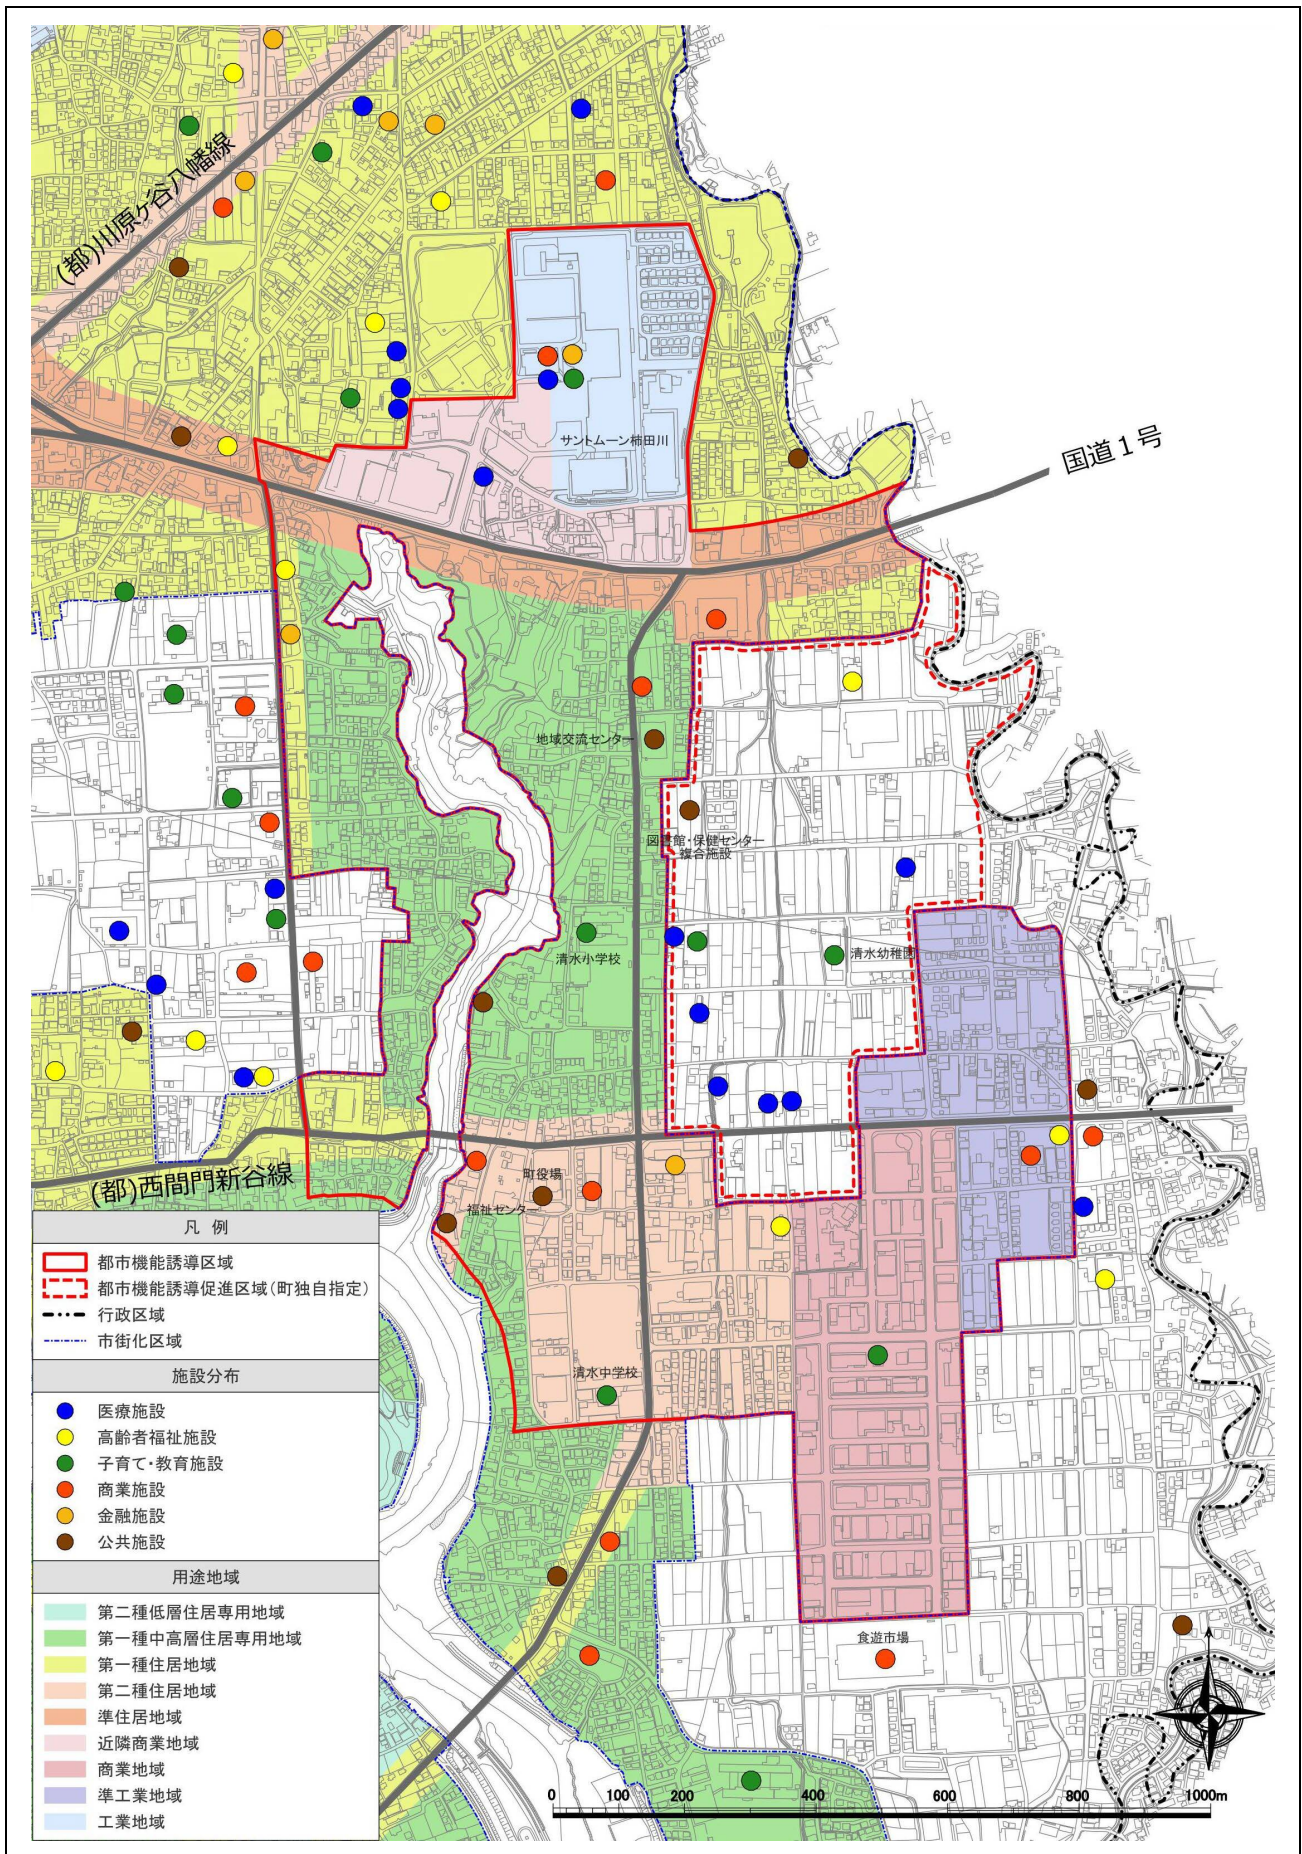 (都)川原ケ谷八幡線
サントムーン柿田川
国道1号
地域交流センター
図書館・保健センター
複合施設
清水小学校
清水幼稚園
(都)西間門新谷線
町役場
福祉センター
清水中学校
食遊市場
凡 例
都市機能誘導区域
都市機能誘導促進区域(町独自指定)
行政区域
市街化区域
施設分布
医療施設
高齢者福祉施設
子育て・教育施設
商業施設
金融施設
公共施設
用途地域
第二種低層住居専用地域
第一種中高層住居専用地域
第一種住居地域
第二種住居地域
準住居地域
近隣商業地域
商業地域
準工業地域
工業地域
0 100 200 400 600 800 1000m